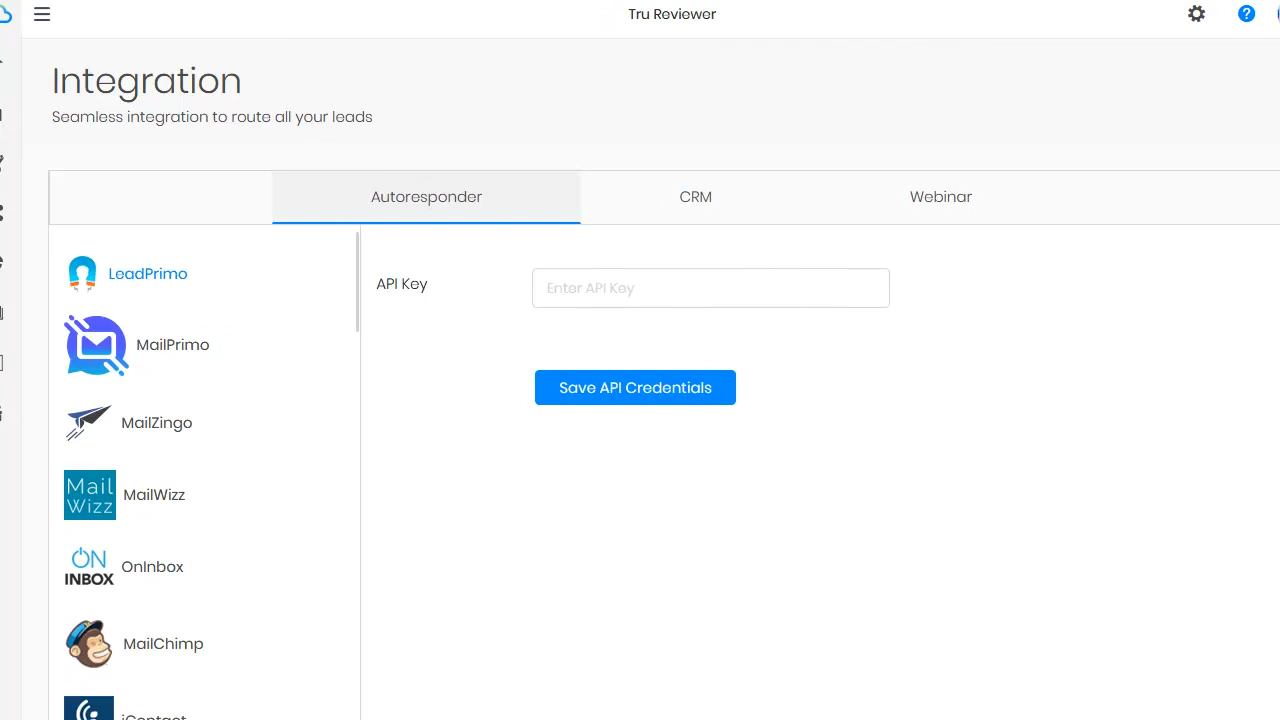 Tru Reviewer
?
Integration
Seamless integration to route all your leads
Autoresponder CRM Webinar
LeadPrimo
API Key
Enter API Key
MailPrimo
Save API Credentials
MailZingo
Mail
Wizz
MailWizz
ON
INBOX
OnInbox
MailChimp
iContact